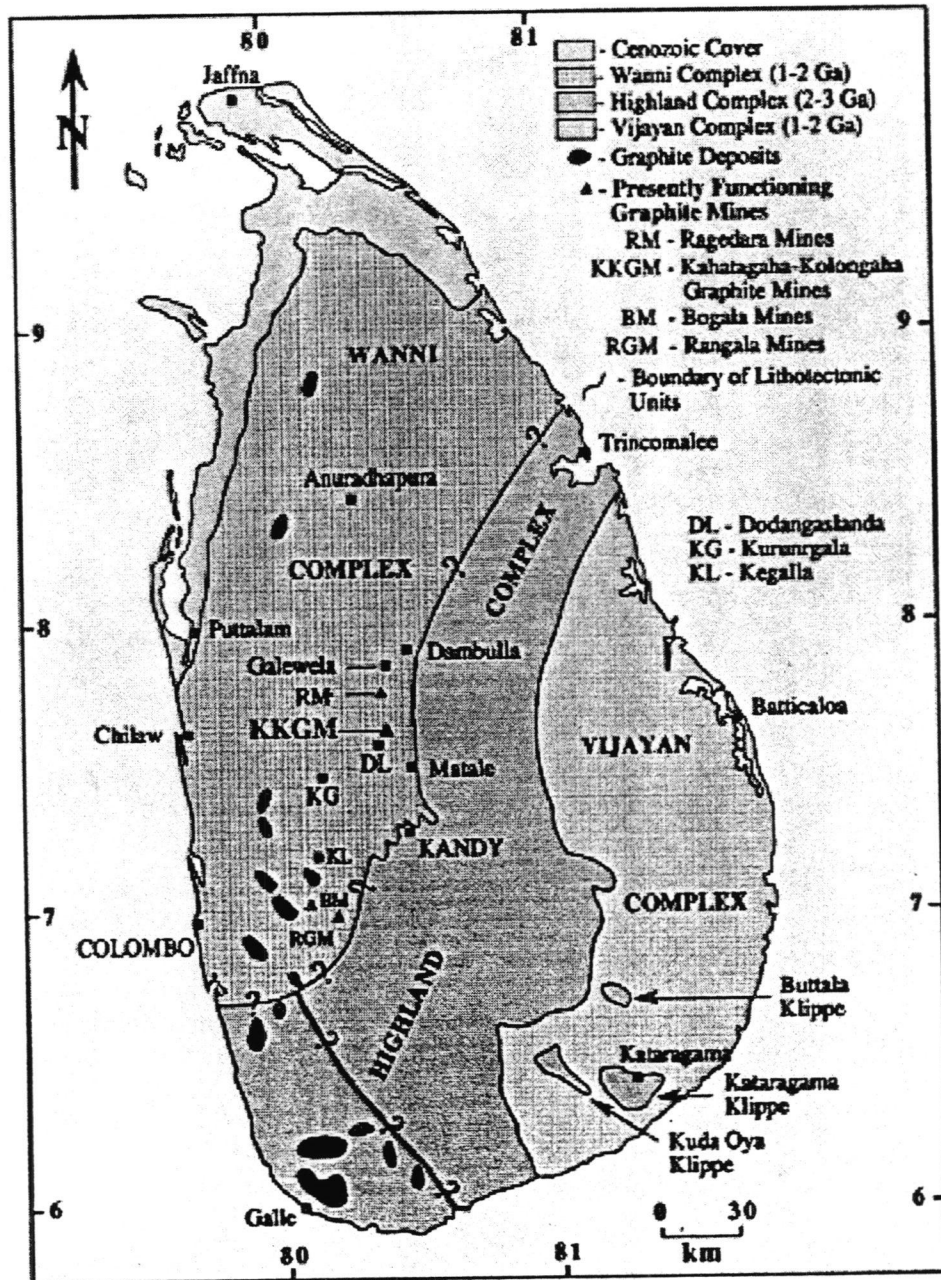 80
81
Jaffna
N
- Cenozoic Cover
- Wanni Complex (1-2 Ga)
- Highland Complex (2-3 Ga)
- Vijayan Complex (1-2 Ga)
- Graphite Deposits
- Presently Functioning
Graphite Mines
RM - Ragedara Mines
KKGM - Kahatagaha-Kolongaha
Graphite Mines
BM - Bogala Mines
RGM - Rangala Mines
- Boundary of Lithotectonic
Units
9
9
WANNI
Trincomalee
Anuradhapura
DL - Dodangaslanda
KG - Kurunrgala
KL - Kegalla
COMPLEX
COMPLEX
8
8
Puttalam
Dambulla
Galewela
RM
Batticaloa
KKGM
Chilaw
VIJAYAN
DL
Matale
KG
KANDY
KL
BM
COMPLEX
7
7
RGM
COLOMBO
HIGHLAND
Buttala
Klippe
Kataragama
Kataragama
Klippe
Kuda Oya
Klippe
6
6
Galle
0 30
km
80
81
?
?
?
?
?
?
?